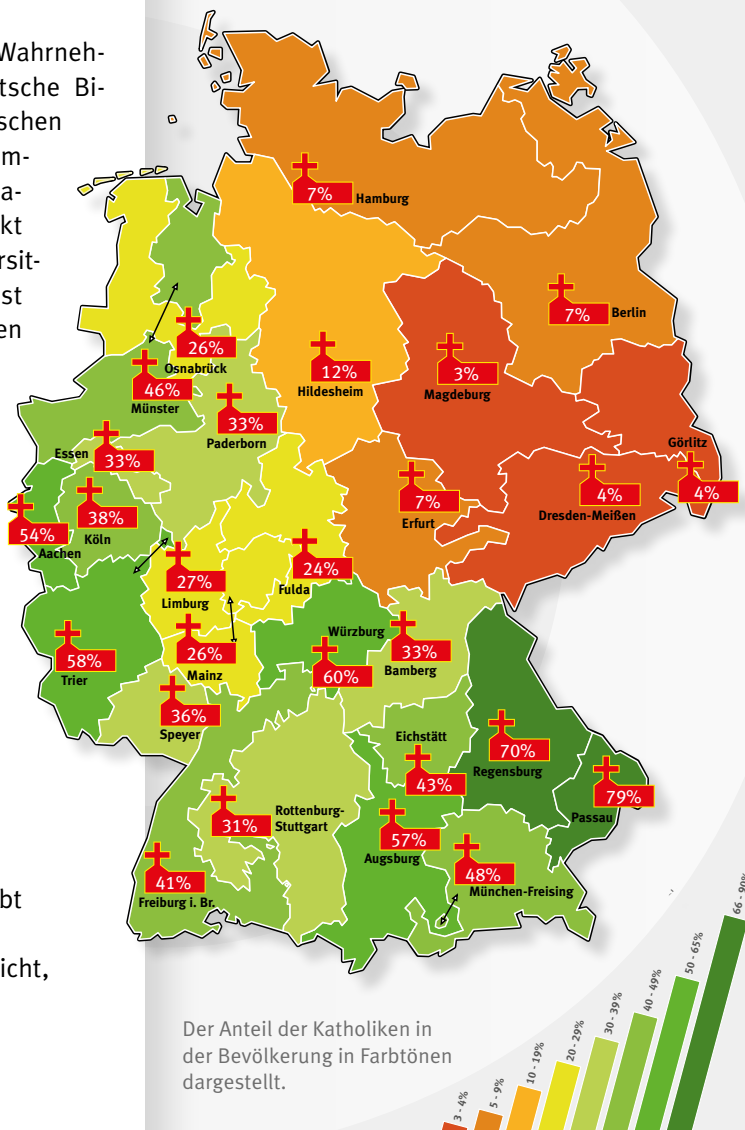 Wahrneh-
tsche Bi-
schen
m-
a-
kt
rsit-
st
en
7%
Hamburg
7%
Berlin
26%
Osnabrück
12%
Hildesheim
3%
Magdeburg
46%
Münster
33%
Paderborn
Essen
33%
Görlitz
4%
4%
Dresden-Meißen
7%
Erfurt
38%
Köln
54%
Aachen
27%
Limburg
24%
Fulda
58%
Trier
26%
Mainz
Würzburg
60%
33%
Bamberg
36%
Speyer
Eichstätt
43%
70%
Regensburg
79%
Passau
31%
Rottenburg-
Stuttgart
57%
Augsburg
48%
München-Freising
41%
Freiburg i. Br.
bt
icht,
Der Anteil der Katholiken in
der Bevölkerung in Farbtönen
dargestellt.
3 - 4%
5 - 9%
10 - 19%
20 - 29%
30 - 39%
40 - 49%
50 - 65%
66 - 90%